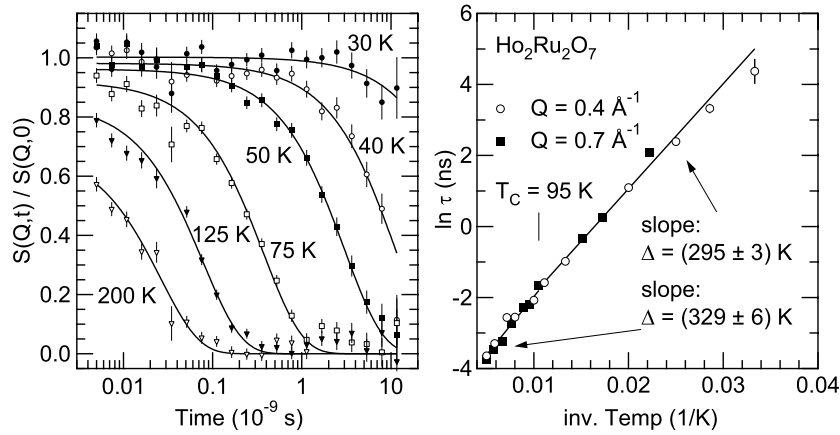 S(Q,t) / S(Q,0)
1.0
0.8
0.6
0.4
0.2
0.0
30 K
40 K
50 K
75 K
125 K
200 K
0.01
0.1
1
10
Time (10⁻⁹ s)
ln τ (ns)
6
4
2
0
-2
-4
Ho₂Ru₂O₇
Q = 0.4 Å⁻¹
Q = 0.7 Å⁻¹
T_C = 95 K
slope:
Δ = (295 ± 3) K
slope:
Δ = (329 ± 6) K
0.01
0.02
0.03
0.04
inv. Temp (1/K)